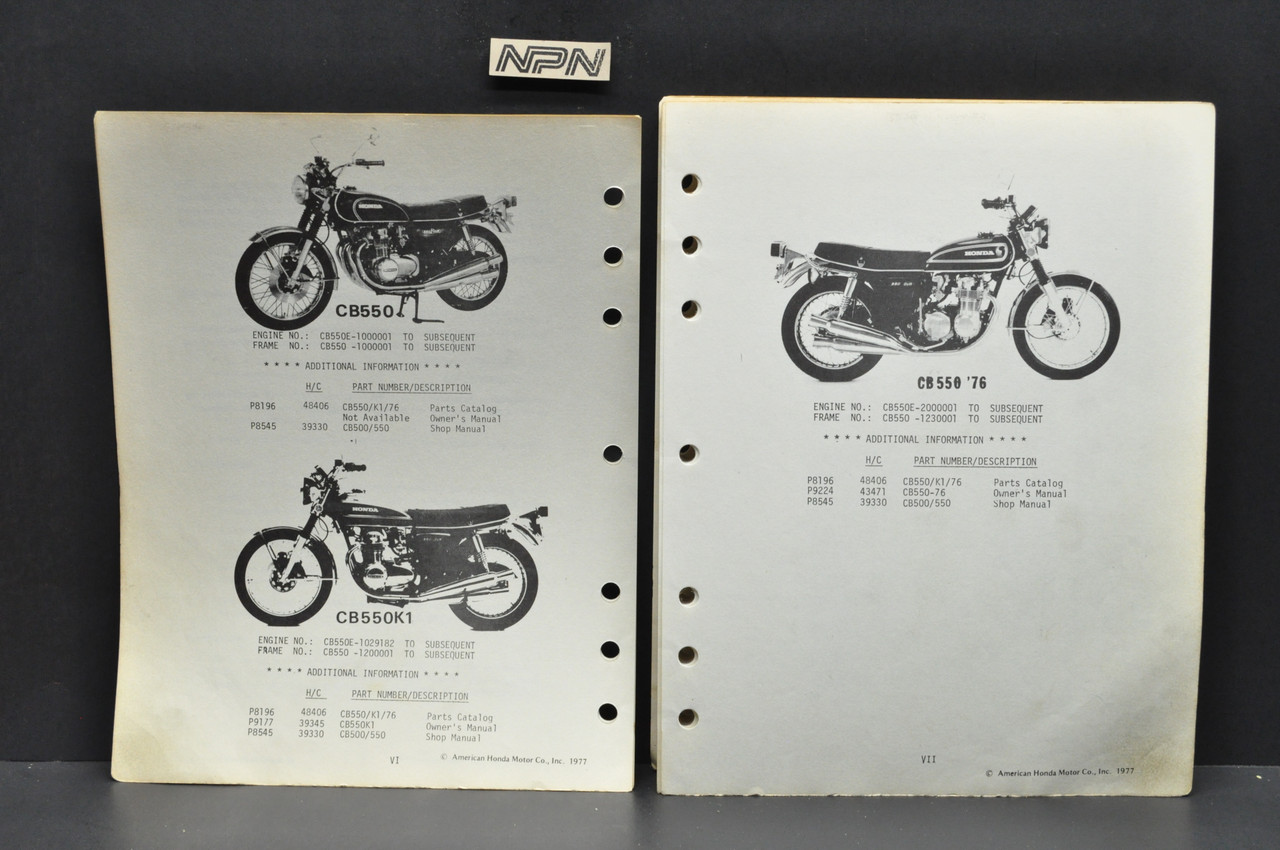 NPN
HONDA
CB550
ENGINE NO.: CB550E-1000001 TO SUBSEQUENT
FRAME NO.: CB550 -1000001 TO SUBSEQUENT
* * * * ADDITIONAL INFORMATION * * * *
H/C PART NUMBER/DESCRIPTION
P8196 48406 CB550/K1/76 Parts Catalog
Not Available Owner's Manual
P8545 39330 CB500/550 Shop Manual
HONDA
CB550K1
ENGINE NO.: CB550E-1029182 TO SUBSEQUENT
FRAME NO.: CB550 -1200001 TO SUBSEQUENT
* * * * ADDITIONAL INFORMATION * * * *
H/C PART NUMBER/DESCRIPTION
P8196 48406 CB550/K1/76 Parts Catalog
P9177 39345 CB550K1 Owner's Manual
P8545 39330 CB500/550 Shop Manual
VI
© American Honda Motor Co., Inc. 1977
HONDA
CB550 '76
ENGINE NO.: CB550E-2000001 TO SUBSEQUENT
FRAME NO.: CB550 -1230001 TO SUBSEQUENT
* * * * ADDITIONAL INFORMATION * * * *
H/C PART NUMBER/DESCRIPTION
P8196 48406 CB550/K1/76 Parts Catalog
P9224 43471 CB550-76 Owner's Manual
P8545 39330 CB500/550 Shop Manual
VII
© American Honda Motor Co., Inc. 1977